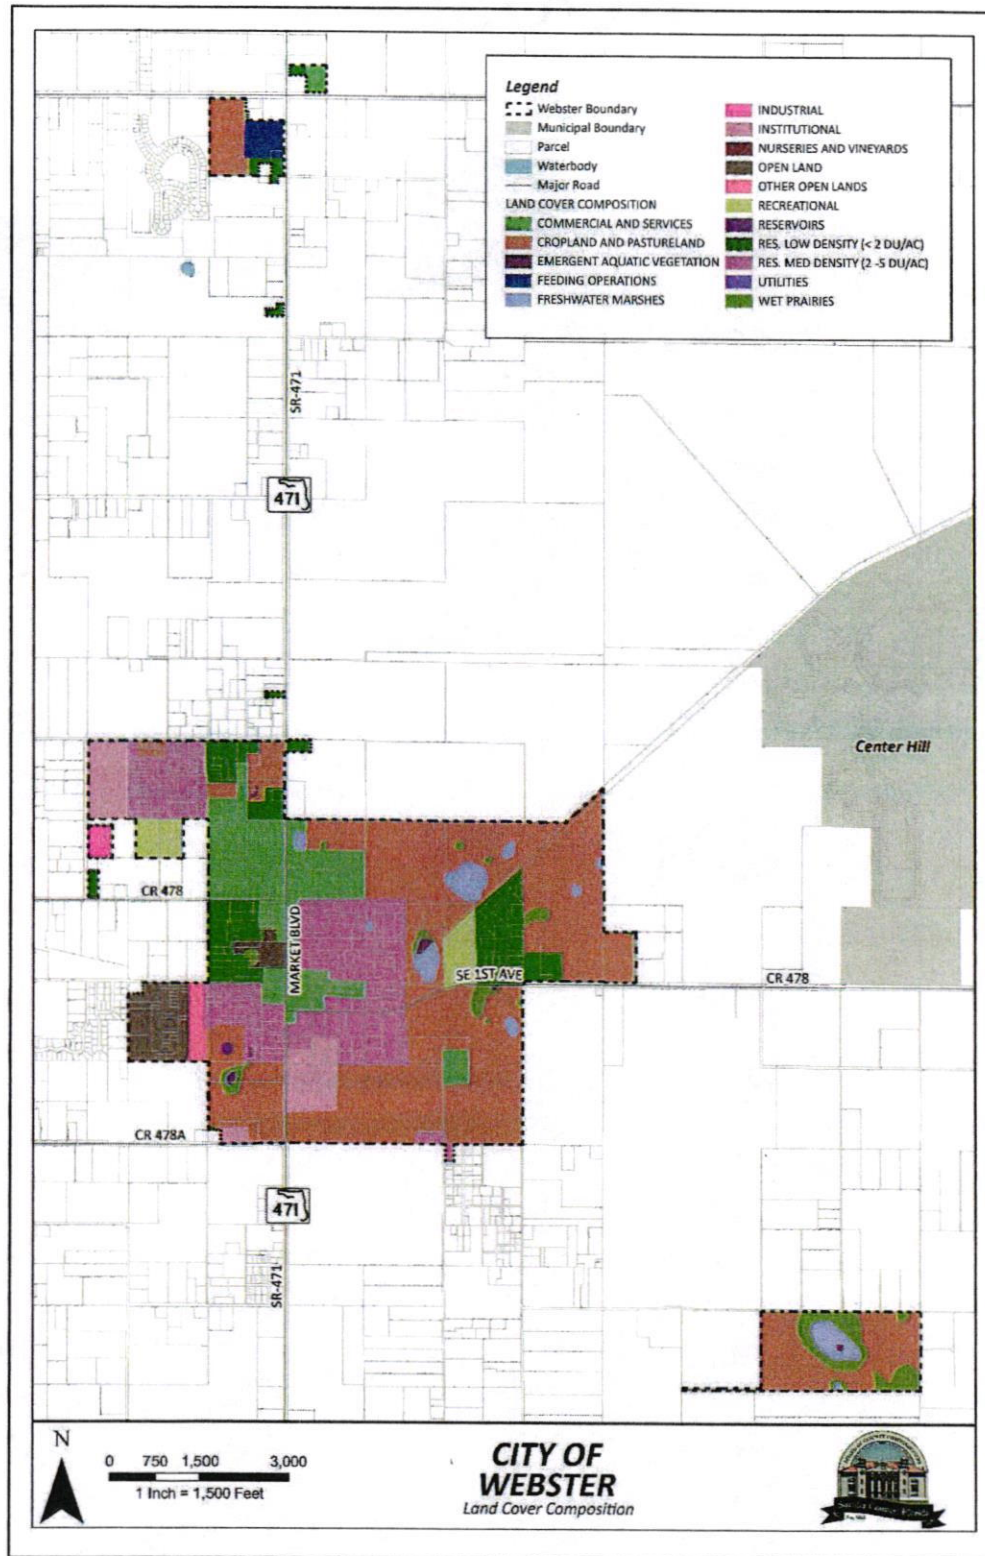 Legend
Webster Boundary
Municipal Boundary
Parcel
Waterbody
Major Road
LAND COVER COMPOSITION
COMMERCIAL AND SERVICES
CROPLAND AND PASTURELAND
EMERGENT AQUATIC VEGETATION
FEEDING OPERATIONS
FRESHWATER MARSHES
INDUSTRIAL
INSTITUTIONAL
NURSERIES AND VINEYARDS
OPEN LAND
OTHER OPEN LANDS
RECREATIONAL
RESERVOIRS
RES. LOW DENSITY (< 2 DU/AC)
RES. MED DENSITY (2 -5 DU/AC)
UTILITIES
WET PRAIRIES
SR-471
471
Center Hill
CR 478
MARKET BLVD
SE 1ST AVE
CR 478
CR 478A
471
SR-471
N
0 750 1,500 3,000
1 Inch = 1,500 Feet
CITY OF
WEBSTER
Land Cover Composition